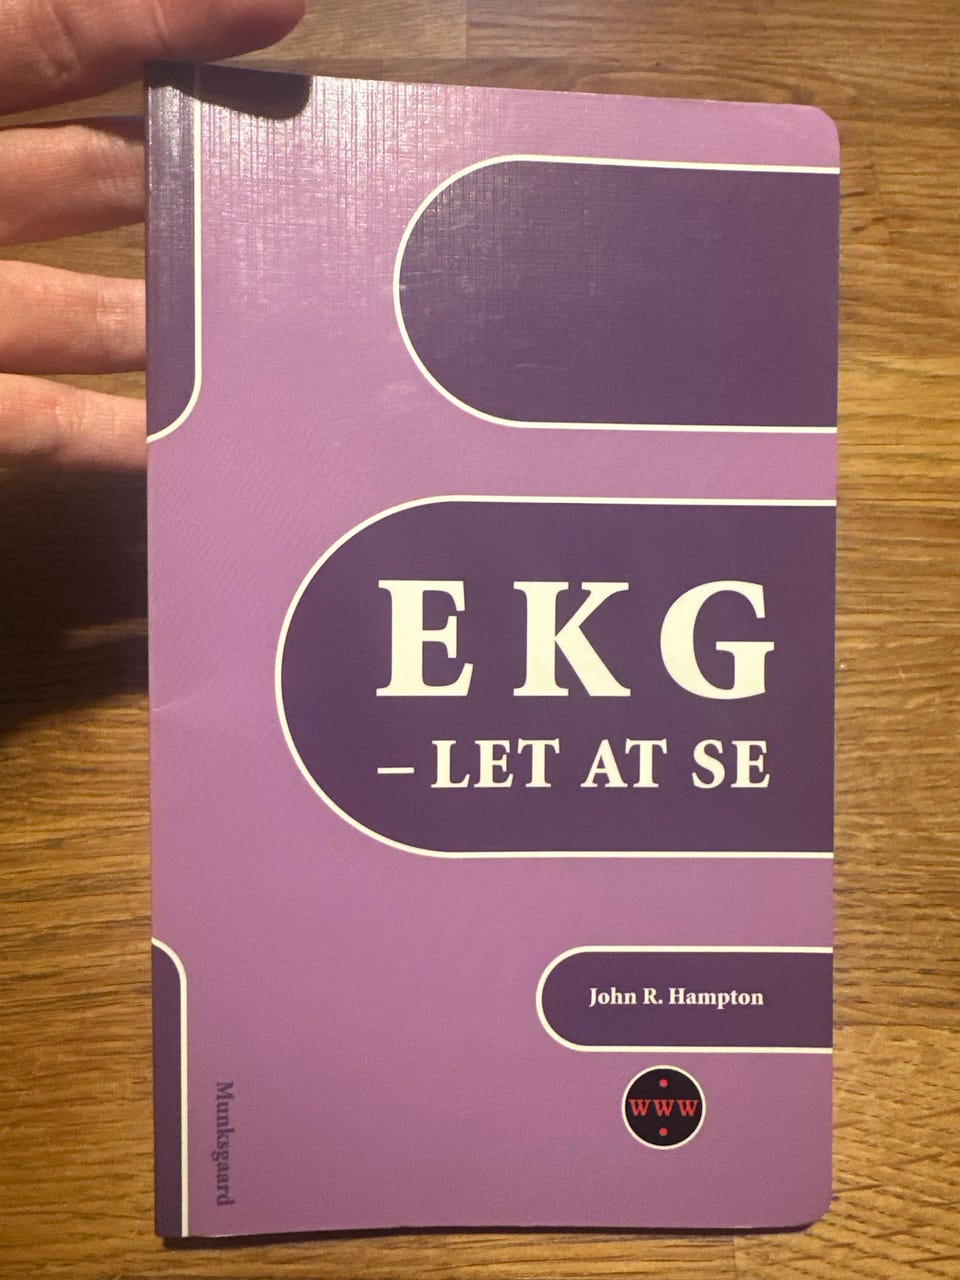 EKG
– LET AT SE
John R. Hampton
WWW
Munksgaard